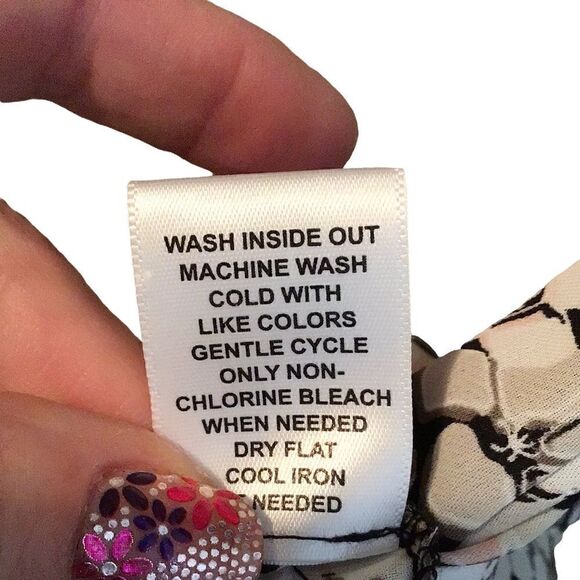 WASH INSIDE OUT
MACHINE WASH
COLD WITH
LIKE COLORS
GENTLE CYCLE
ONLY NON-
CHLORINE BLEACH
WHEN NEEDED
DRY FLAT
COOL IRON
NEEDED